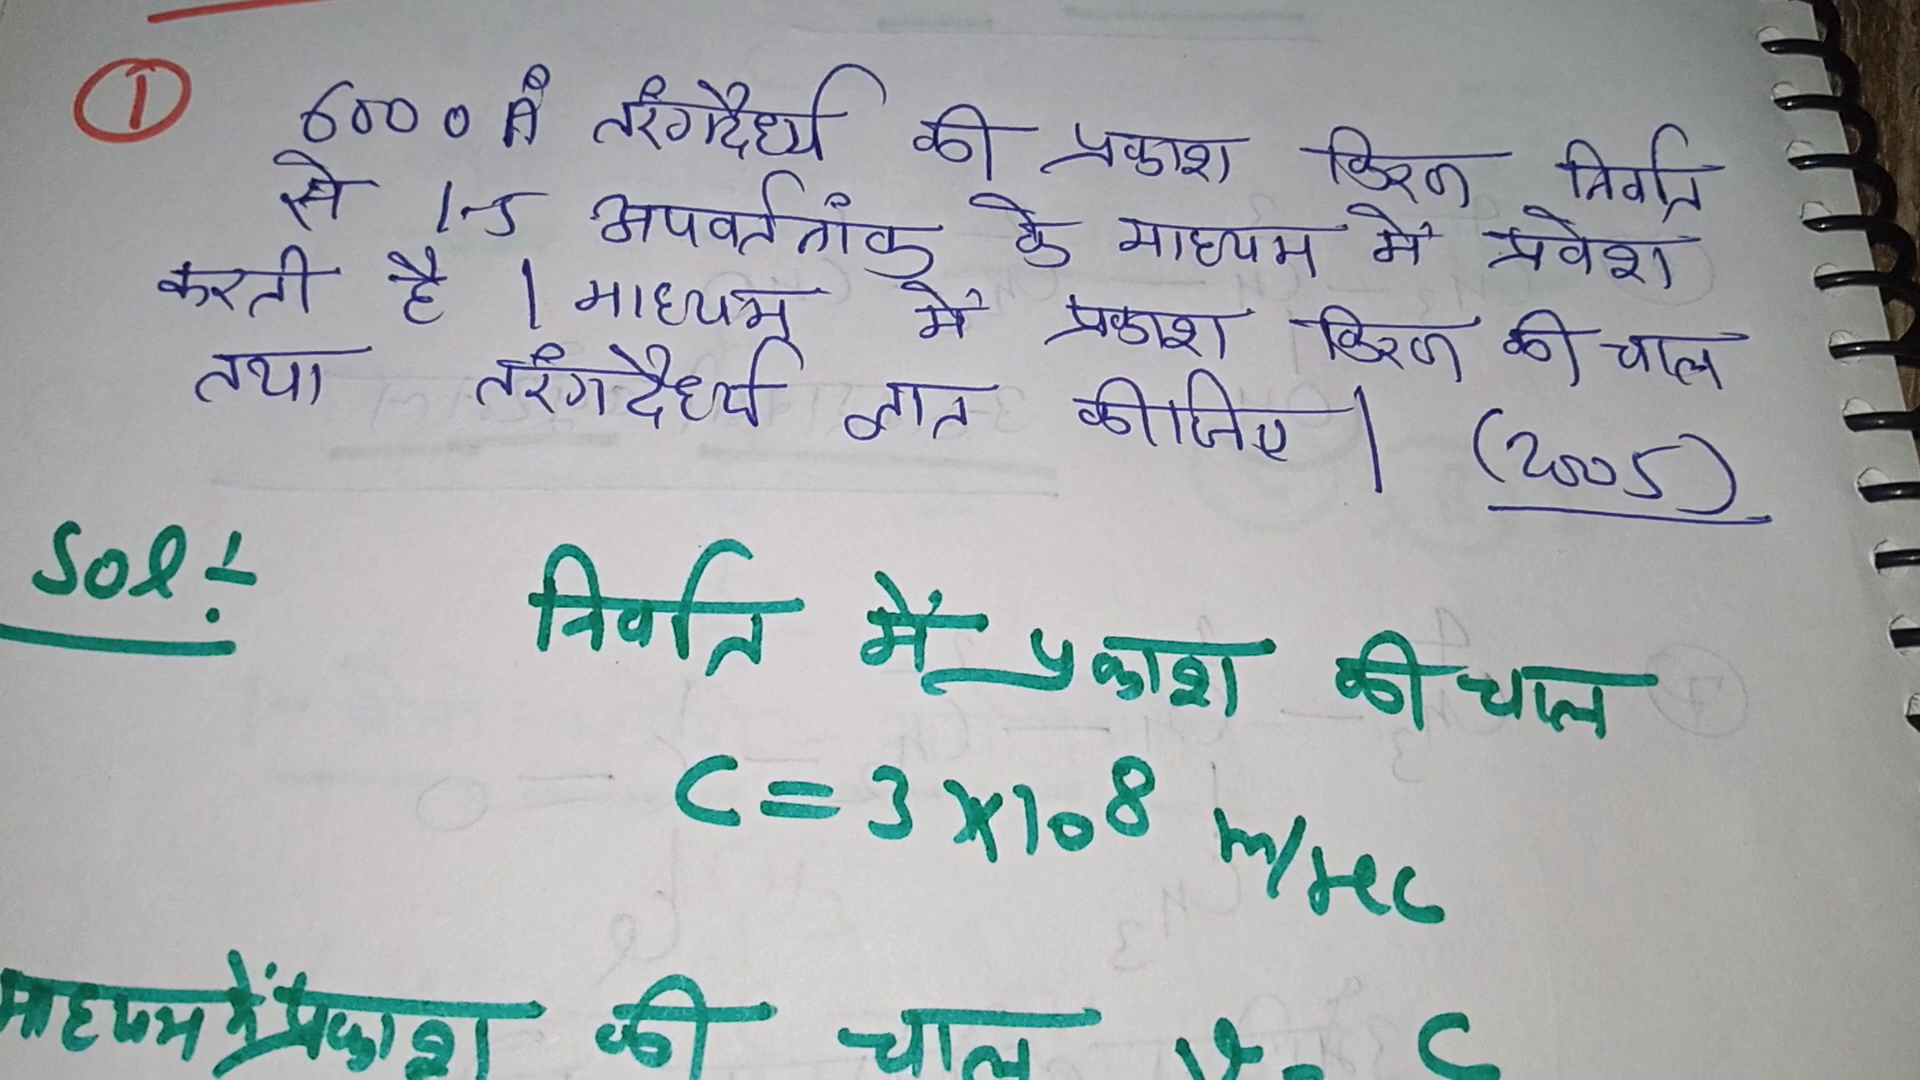 ①
6000 Å तरंगदैर्ध्य की प्रकाश किरण निर्वात
से 1.5 अपवर्तनांक के माध्यम में प्रवेश
करती है | माध्यम में प्रकाश किरण की चाल
तथा तरंगदैर्ध्य ज्ञात कीजिए | (2005)
Sol ÷ निर्वात में प्रकाश की चाल
C = 3 × 10⁸ m/sec
माध्यम में प्रकाश की चाल v = C